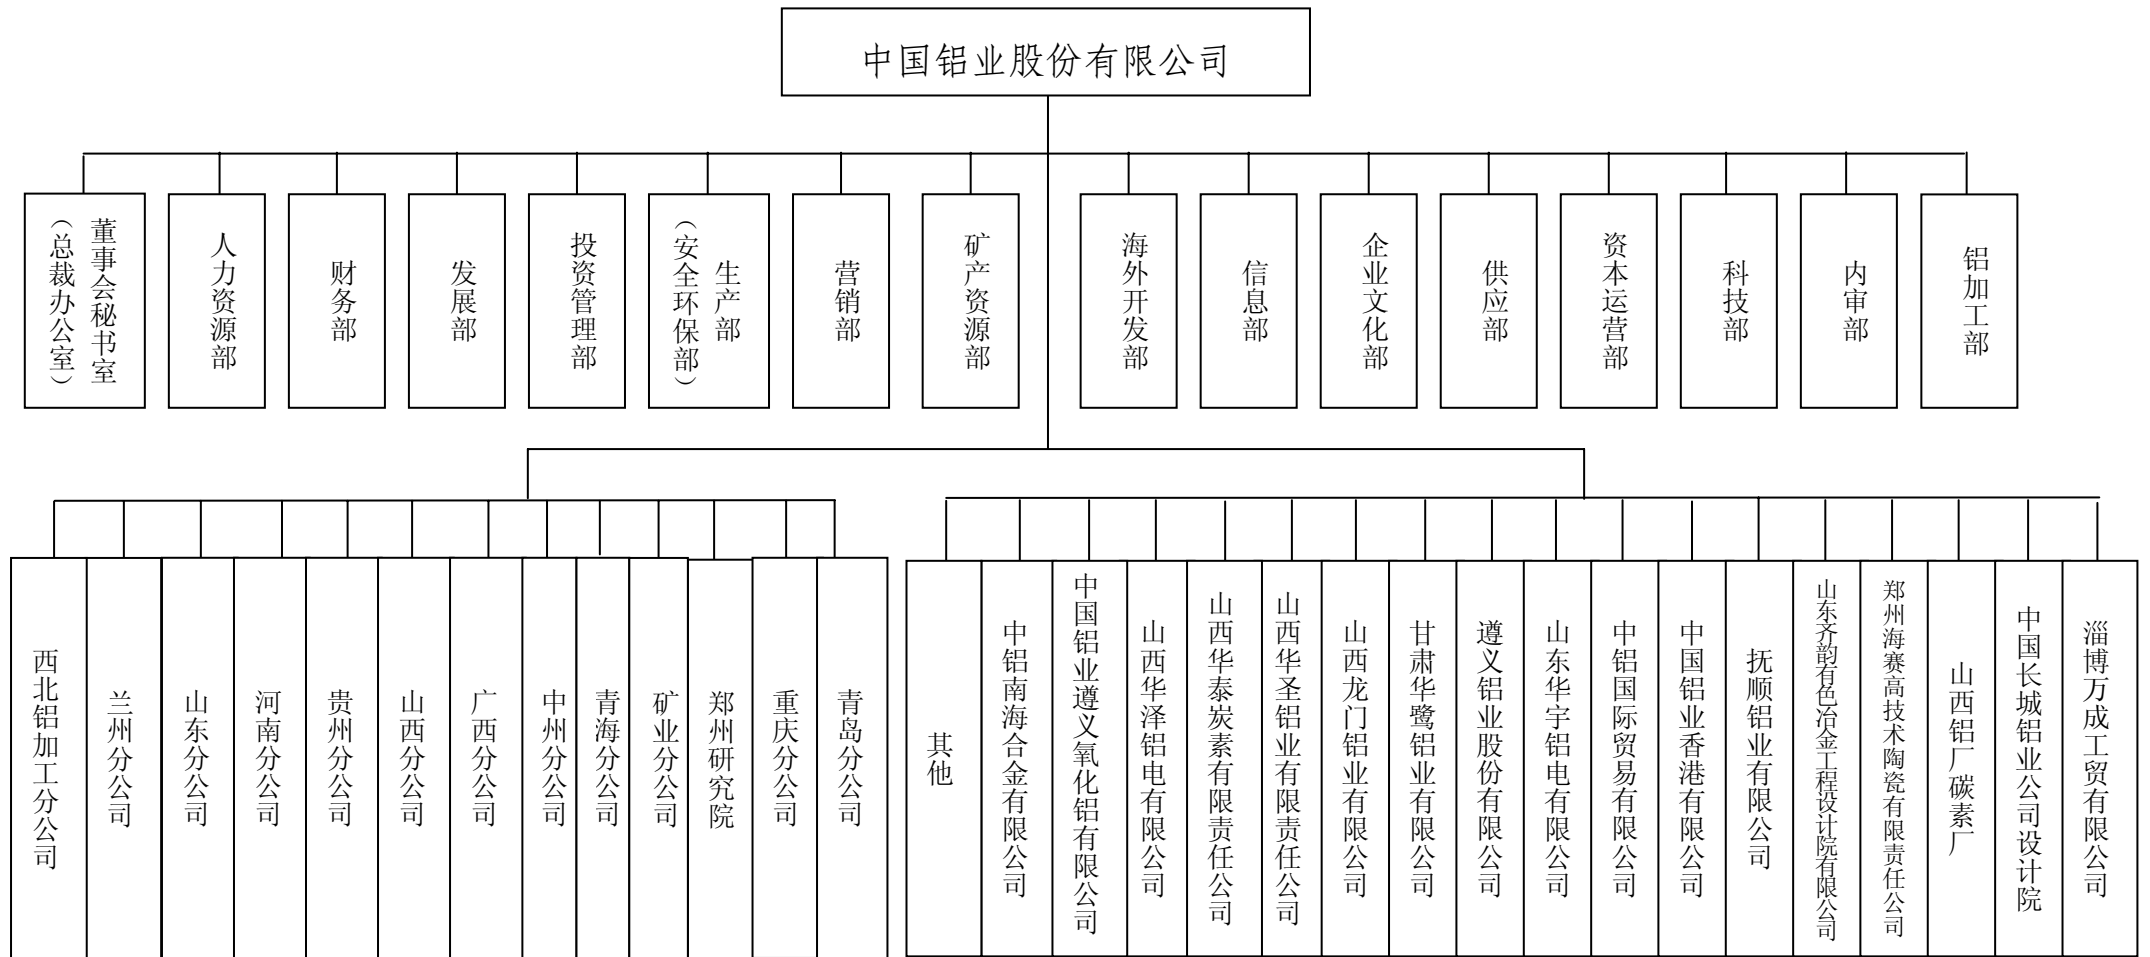 中国铝业股份有限公司
董事会秘书室
（总裁办公室）
人力资源部
财务部
发展部
投资管理部
生产部
（安全环保部）
营销部
矿产资源部
海外开发部
信息部
企业文化部
供应部
资本运营部
科技部
内审部
铝加工部
西北铝加工分公司
兰州分公司
山东分公司
河南分公司
贵州分公司
山西分公司
广西分公司
中州分公司
青海分公司
矿业分公司
郑州研究院
重庆分公司
青岛分公司
其他
中铝南海合金有限公司
中国铝业遵义氧化铝有限公司
山西华泽铝电有限公司
山西华泰炭素有限责任公司
山西华圣铝业有限责任公司
山西龙门铝业有限公司
甘肃华鹭铝业有限公司
遵义铝业股份有限公司
山东华宇铝电有限公司
中铝国际贸易有限公司
中国铝业香港有限公司
抚顺铝业有限公司
山东齐韵有色冶金工程设计院有限公司
郑州海赛高技术陶瓷有限责任公司
山西铝厂碳素厂
中国长城铝业公司设计院
淄博万成工贸有限公司